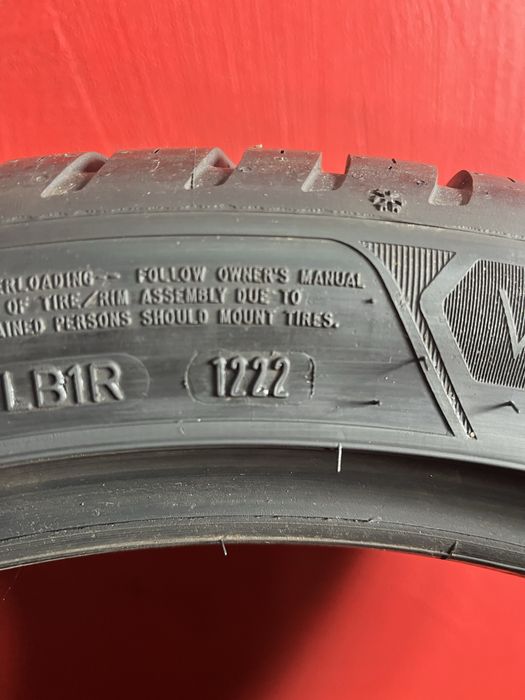 ERLOADING - FOLLOW OWNER'S MANUAL
OF TIRE/RIM ASSEMBLY DUE TO
AINED PERSONS SHOULD MOUNT TIRES.
LB1R 1222